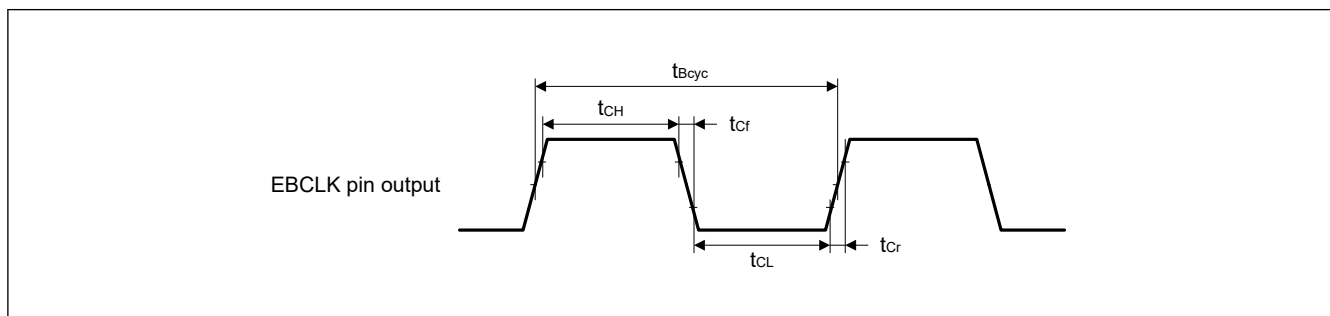 tBcyc
tCH
tCf
EBCLK pin output
tCL
tCr